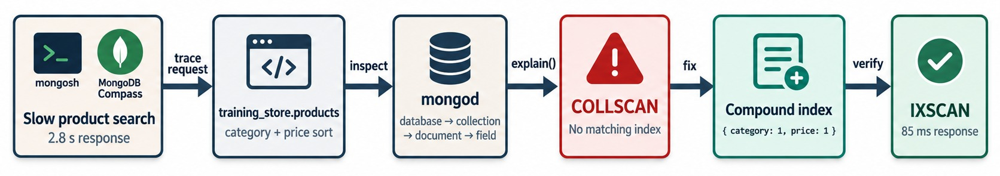 mongosh
MongoDB
Compass
Slow product search
2.8 s response
trace
request
</>
training_store.products
category + price sort
inspect
mongod
database → collection
→ document → field
explain()
COLLSCAN
No matching index
fix
Compound index
{ category: 1, price: 1 }
verify
IXSCAN
85 ms response